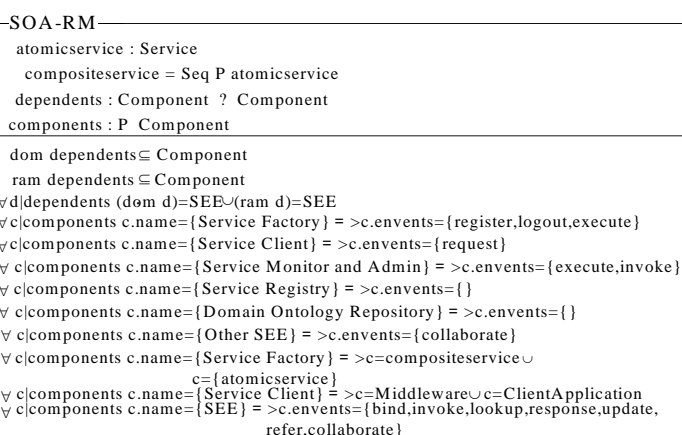 SOA-RM
atomicservice : Service
compositeservice = Seq P atomicservice
dependents : Component ? Component
components : P Component
dom dependents⊆ Component
ram dependents ⊆ Component
∀d|dependents (dom d)=SEE∪(ram d)=SEE
∀c|components c.name={Service Factory} = >c.envents={register,logout,execute}
∀c|components c.name={Service Client} = >c.envents={request}
∀ c|components c.name={Service Monitor and Admin} = >c.envents={execute,invoke}
∀ c|components c.name={Service Registry} = >c.envents={}
∀ c|components c.name={Domain Ontology Repository} = >c.envents={}
∀ c|components c.name={Other SEE} = >c.envents={collaborate}
∀ c|components c.name={Service Factory} = >c=compositeservice∪
c={atomicservice}
∀ c|components c.name={Service Client} = >c=Middleware∪c=ClientApplication
∀ c|components c.name={SEE} = >c.envents={bind,invoke,lookup,response,update,
refer,collaborate}